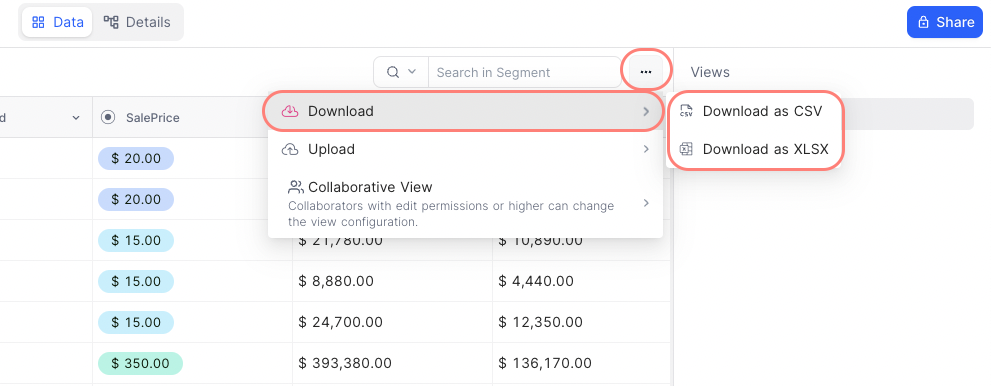 Data
Details
Share
Search in Segment
...
Views
d
SalePrice
Download
Download as CSV
Upload
Download as XLSX
Collaborative View
Collaborators with edit permissions or higher can change
the view configuration.
$ 20.00
$ 20.00
$ 15.00 $ 21,780.00 $ 10,890.00
$ 15.00 $ 8,880.00 $ 4,440.00
$ 15.00 $ 24,700.00 $ 12,350.00
$ 350.00 $ 393,380.00 $ 136,170.00